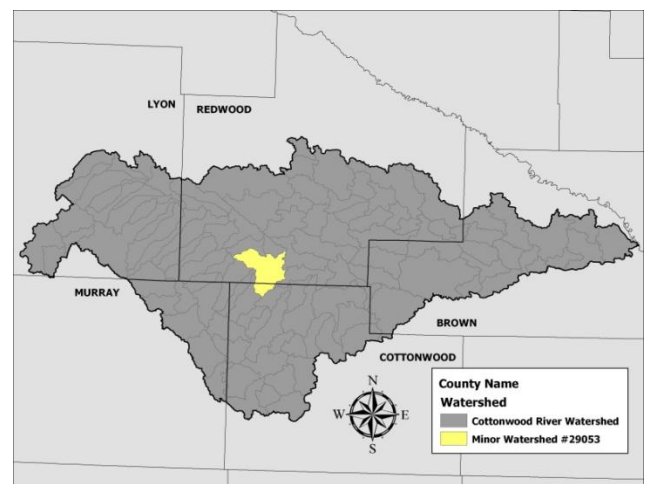 LYON
REDWOOD
MURRAY
BROWN
COTTONWOOD
N
W
E
S
County Name
Watershed
Cottonwood River Watershed
Minor Watershed #29053